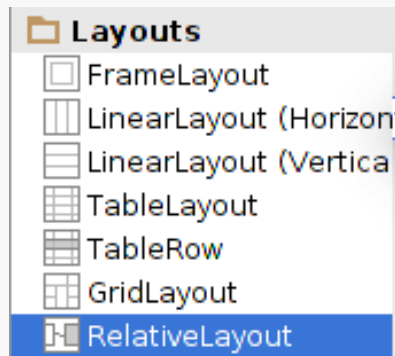 Layouts
FrameLayout
LinearLayout (Horizon
LinearLayout (Vertica
TableLayout
TableRow
GridLayout
RelativeLayout